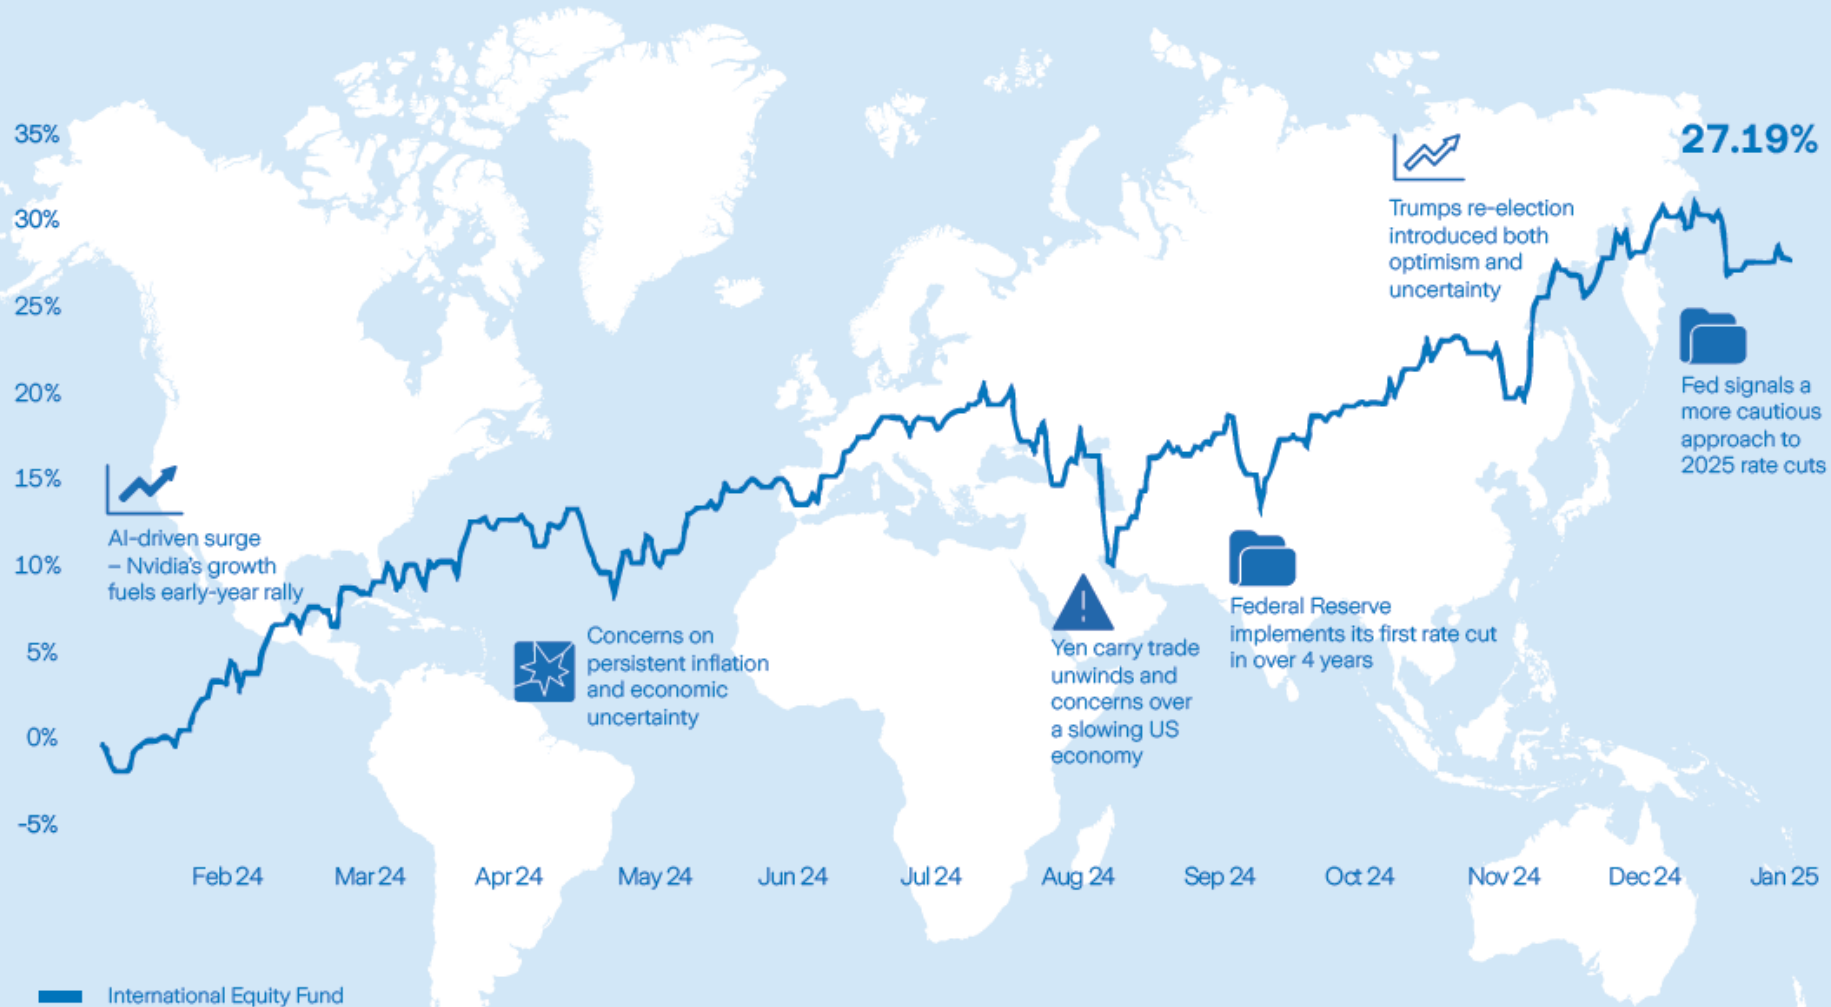 35%
30%
25%
20%
15%
10%
5%
0%
-5%
AI-driven surge
– Nvidia's growth
fuels early-year rally
Concerns on
persistent inflation
and economic
uncertainty
Yen carry trade
unwinds and
concerns over
a slowing US
economy
Federal Reserve
implements its first rate cut
in over 4 years
Trumps re-election
introduced both
optimism and
uncertainty
27.19%
Fed signals a
more cautious
approach to
2025 rate cuts
Feb 24 Mar 24 Apr 24 May 24 Jun 24 Jul 24 Aug 24 Sep 24 Oct 24 Nov 24 Dec 24 Jan 25
International Equity Fund